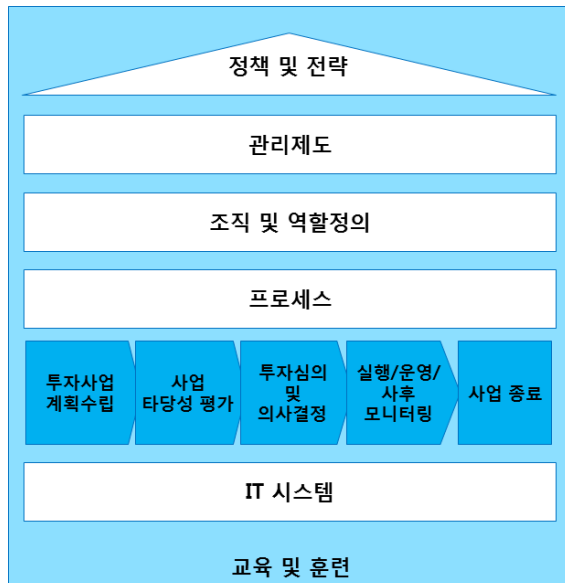 정책 및 전략
관리제도
조직 및 역할정의
프로세스
투자사업
계획수립
사업
타당성 평가
투자심의
및
의사결정
실행/운영/
사후
모니터링
사업 종료
IT 시스템
교육 및 훈련